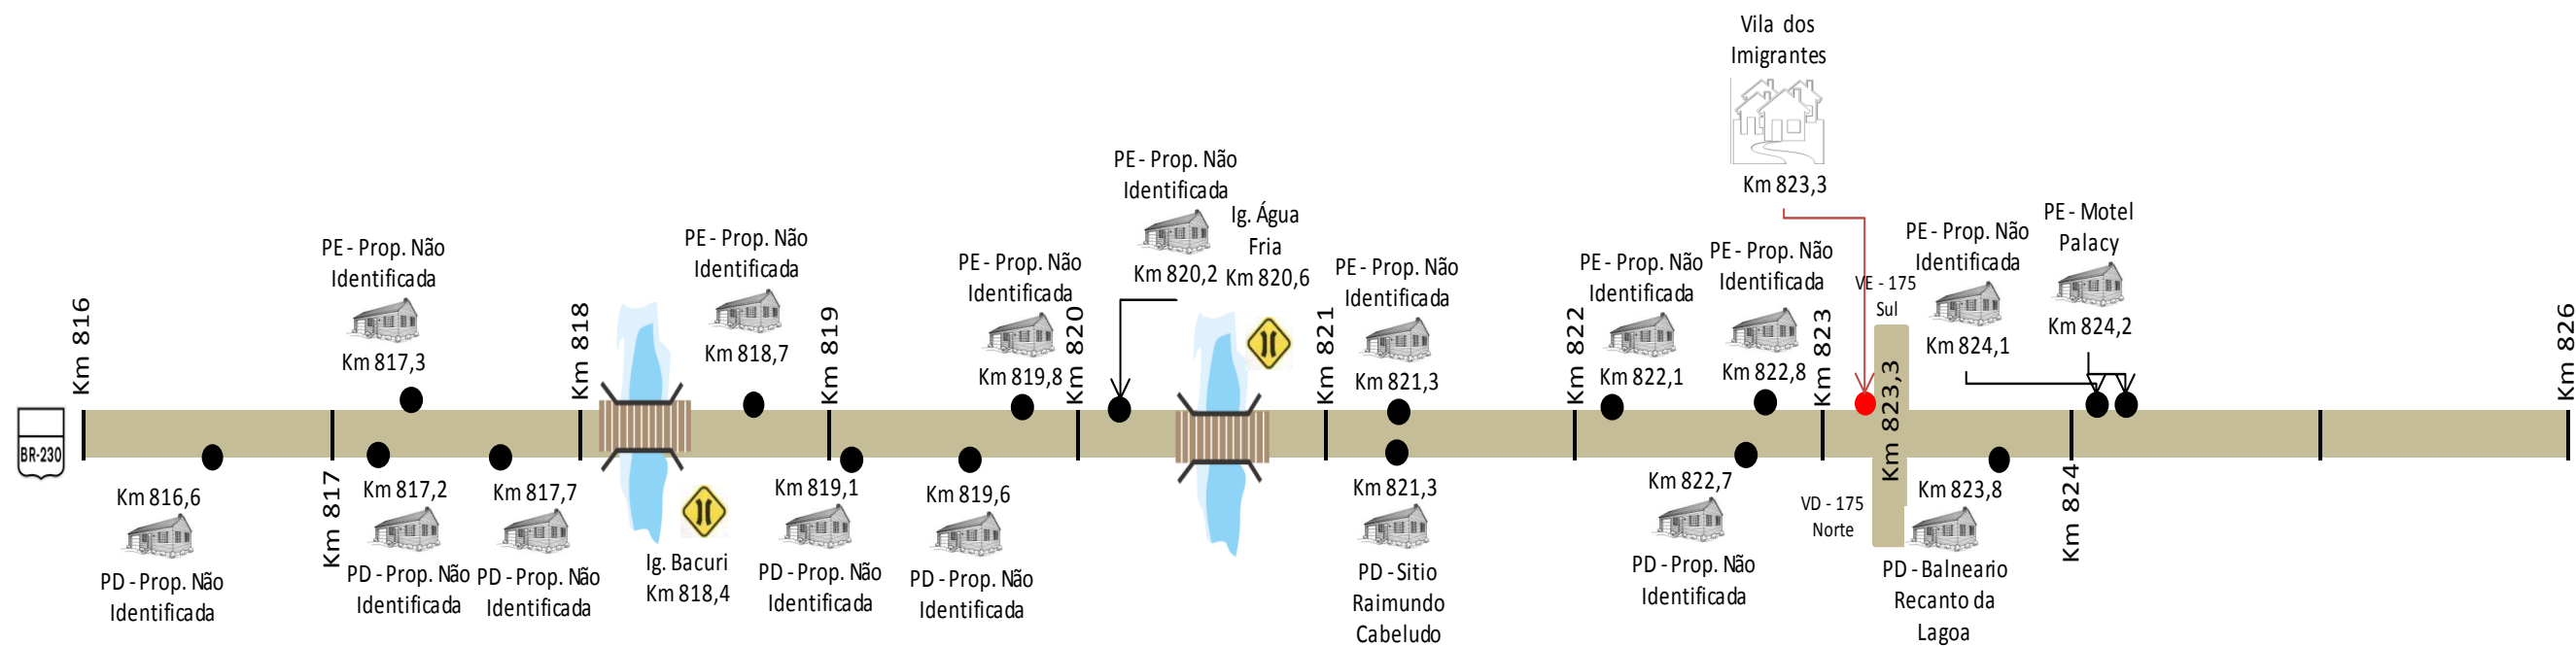 Vila dos
Imigrantes
Km 823,3
PE - Prop. Não
Identificada
Km 820,2
Ig. Água
Fria
Km 820,6
PE - Prop. Não
Identificada
Km 817,3
PE - Prop. Não
Identificada
Km 818,7
PE - Prop. Não
Identificada
Km 819,8
PE - Prop. Não
Identificada
Km 821,3
PE - Prop. Não
Identificada
Km 822,1
PE - Prop. Não
Identificada
Km 822,8
VE - 175
Sul
PE - Prop. Não
Identificada
Km 824,1
PE - Motel
Palacy
Km 824,2
BR-230
Km 816
Km 817
Km 818
Km 819
Km 820
Km 821
Km 822
Km 823
Km 823,3
Km 824
Km 826
Km 816,6
PD - Prop. Não
Identificada
Km 817,2
PD - Prop. Não
Identificada
Km 817,7
PD - Prop. Não
Identificada
Ig. Bacuri
Km 818,4
Km 819,1
PD - Prop. Não
Identificada
Km 819,6
PD - Prop. Não
Identificada
Km 821,3
PD - Sitio
Raimundo
Cabeludo
Km 822,7
PD - Prop. Não
Identificada
VD - 175
Norte
Km 823,8
PD - Balneario
Recanto da
Lagoa